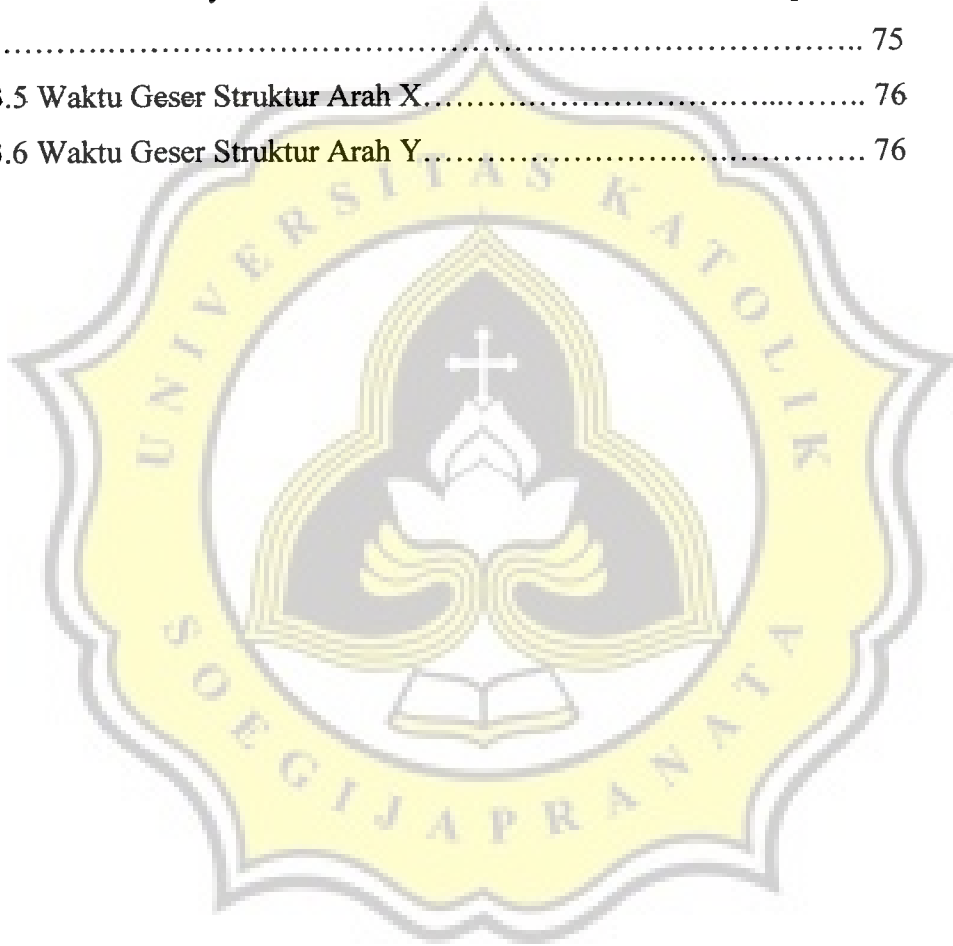 ………………………………………………………………………….. 75
.5 Waktu Geser Struktur Arah X…………………………………….. 76
.6 Waktu Geser Struktur Arah Y…………………………………….. 76
UNIVERSITAS KATOLIK
SOEGIJAPRANATA